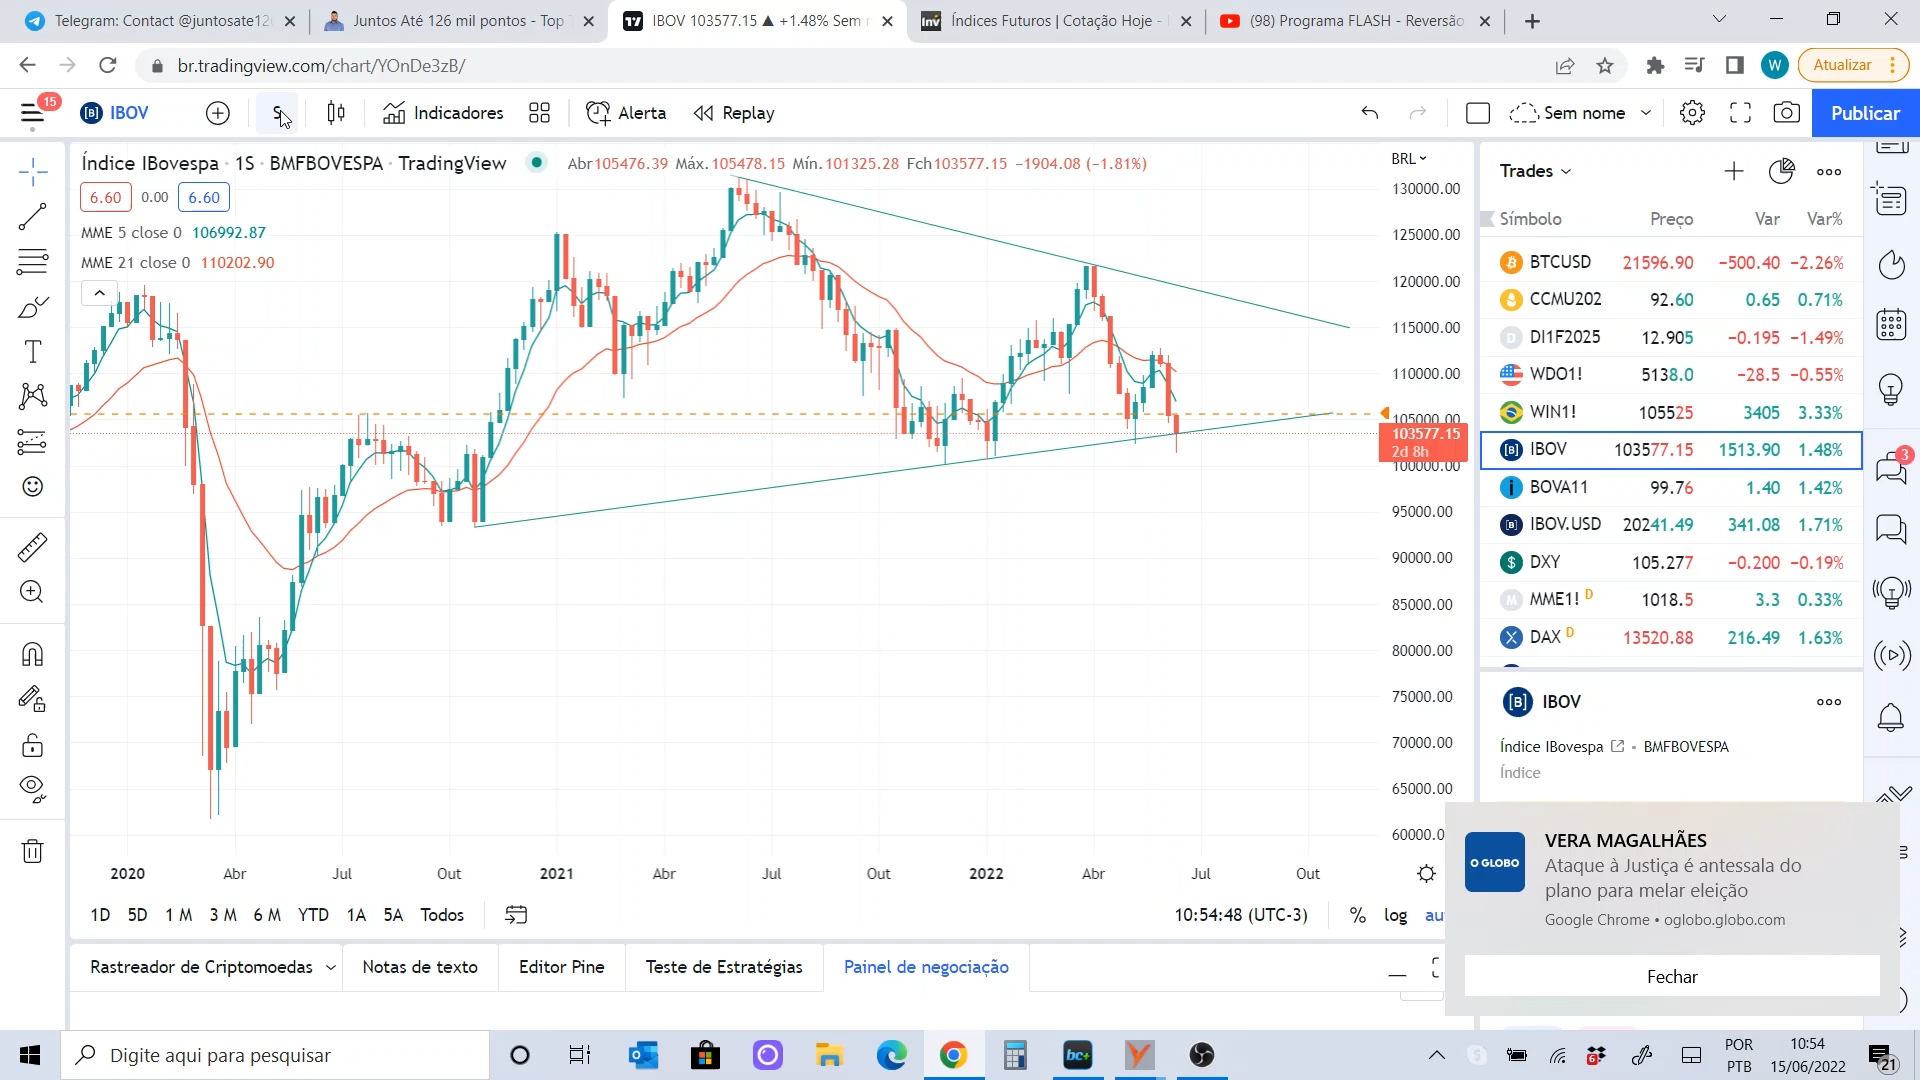 Telegram: Contact @juntosate12
Juntos Até 126 mil pontos - Top
IBOV 103577.15 ▲ +1.48% Sem
Índices Futuros | Cotação Hoje -
(98) Programa FLASH - Reversão
br.tradingview.com/chart/YOnDe3zB/
W
Atualizar
15
IBOV
S
Indicadores
Alerta
Replay
Sem nome
Publicar
Índice IBovespa · 1S · BMFBOVESPA · TradingView
Abr105476.39 Máx.105478.15 Mín.101325.28 Fch103577.15 −1904.08 (−1.81%)
6.60 0.00 6.60
MME 5 close 0 106992.87
MME 21 close 0 110202.90
BRL
130000.00
125000.00
120000.00
115000.00
110000.00
105000.00
103577.15
2d 8h
100000.00
95000.00
90000.00
85000.00
80000.00
75000.00
70000.00
65000.00
60000.0
2020 Abr Jul Out 2021 Abr Jul Out 2022 Abr Jul Out
1D 5D 1 M 3 M 6 M YTD 1A 5A Todos
10:54:48 (UTC-3) % log au
Rastreador de Criptomoedas
Notas de texto
Editor Pine
Teste de Estratégias
Painel de negociação
Trades
Símbolo Preço Var Var%
BTCUSD 21596.90 −500.40 −2.26%
CCMU202 92.60 0.65 0.71%
DI1F2025 12.905 −0.195 −1.49%
WDO1! 5138.0 −28.5 −0.55%
WIN1! 105525 3405 3.33%
IBOV 103577.15 1513.90 1.48%
BOVA11 99.76 1.40 1.42%
IBOV.USD 20241.49 341.08 1.71%
DXY 105.277 −0.200 −0.19%
MME1! D 1018.5 3.3 0.33%
DAX D 13520.88 216.49 1.63%
3
IBOV
Índice IBovespa • BMFBOVESPA
Índice
O GLOBO
VERA MAGALHÃES
Ataque à Justiça é antessala do
plano para melar eleição
Google Chrome • oglobo.globo.com
Fechar
Digite aqui para pesquisar
bc+
6
POR
PTB
10:54
15/06/2022
21